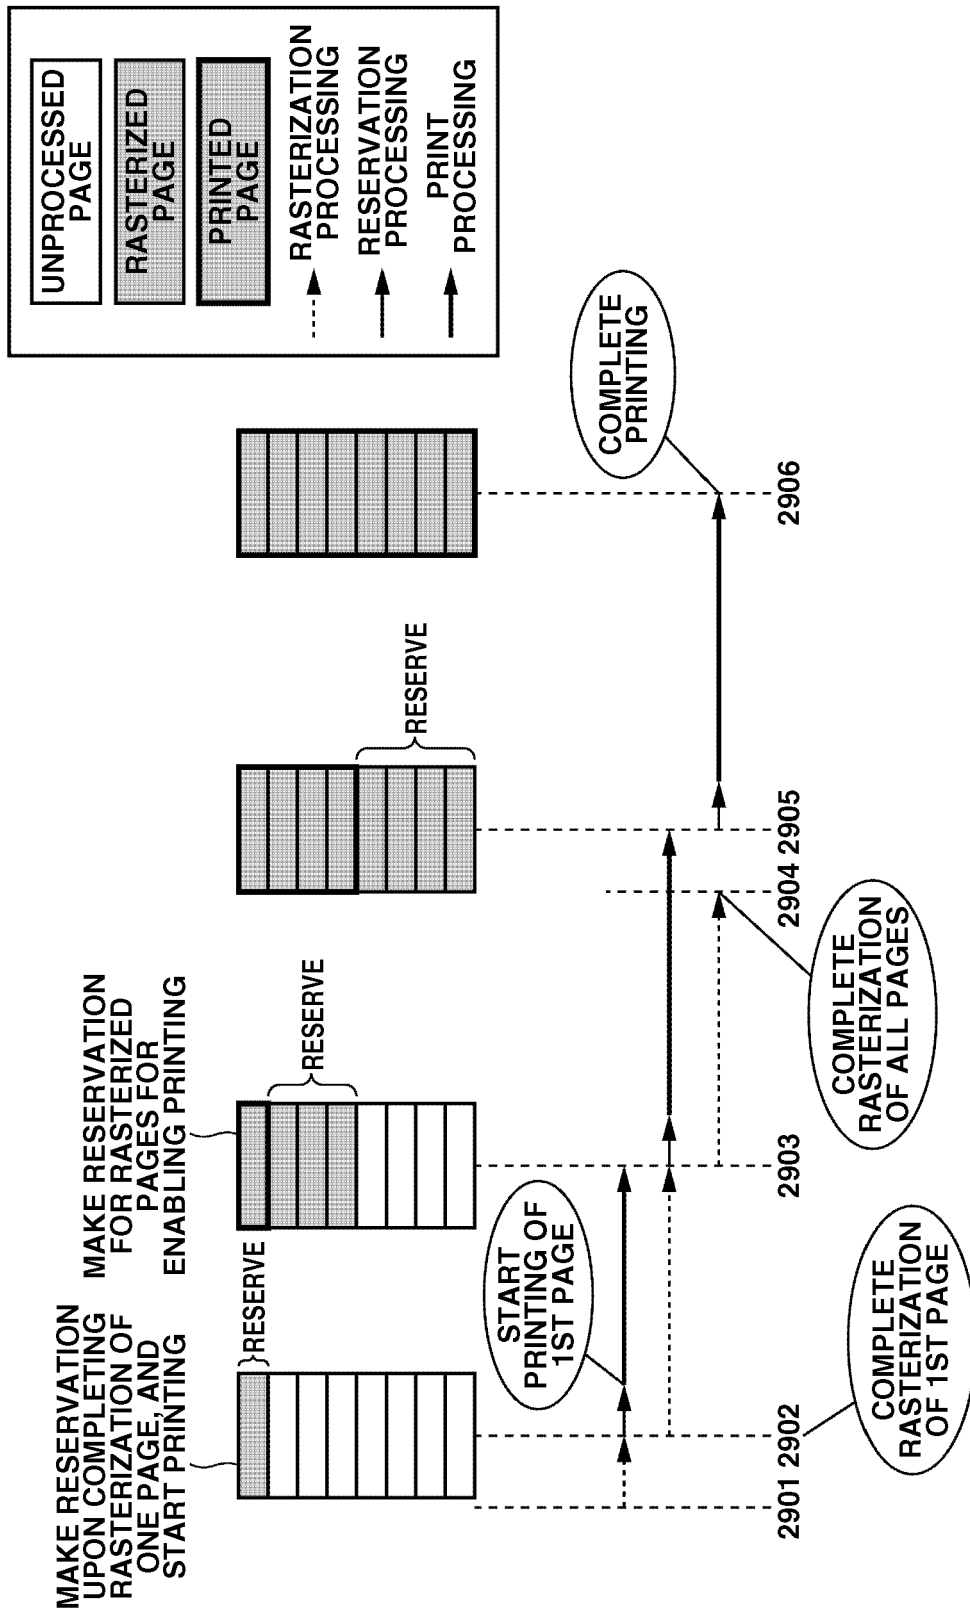 MAKE RESERVATION
UPON COMPLETING
RASTERIZATION OF
ONE PAGE, AND
START PRINTING
RESERVE
MAKE RESERVATION
FOR RASTERIZED
PAGES FOR
ENABLING PRINTING
RESERVE
RESERVE
UNPROCESSED
PAGE
RASTERIZED
PAGE
PRINTED
PAGE
RASTERIZATION
PROCESSING
RESERVATION
PROCESSING
PRINT
PROCESSING
START
PRINTING OF
1ST PAGE
COMPLETE
PRINTING
2901
2902
2903
2904
2905
2906
COMPLETE
RASTERIZATION
OF 1ST PAGE
COMPLETE
RASTERIZATION
OF ALL PAGES